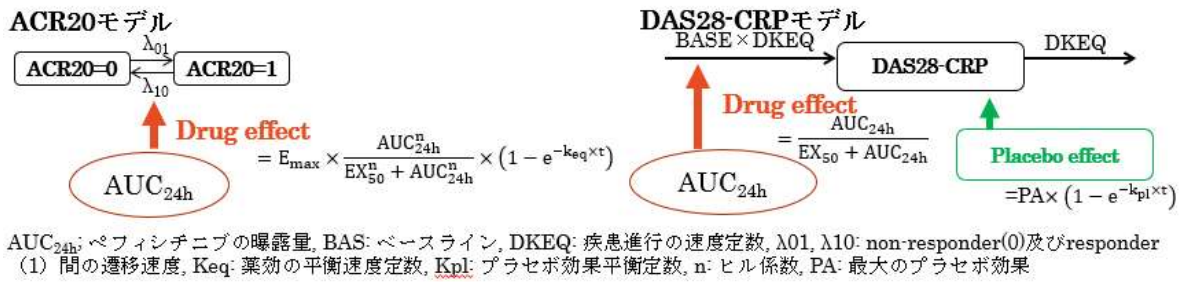 ACR20モデル
λ01
ACR20=0
ACR20=1
λ10
Drug effect
= Emax × AUC24h^n / (EX50^n + AUC24h^n) × (1 − e^−keq×t)
AUC24h
DAS28-CRPモデル
BASE×DKEQ
DAS28-CRP
DKEQ
Drug effect
= AUC24h / (EX50 + AUC24h)
AUC24h
Placebo effect
=PA× (1 − e^−kpl×t)
AUC24h; ペフィシチニブの曝露量, BAS: ベースライン, DKEQ: 疾患進行の速度定数, λ01, λ10: non-responder(0)及びresponder
(1) 間の遷移速度, Keq: 薬効の平衡速度定数, Kpl: プラセボ効果平衡定数, n: ヒル係数, PA: 最大のプラセボ効果